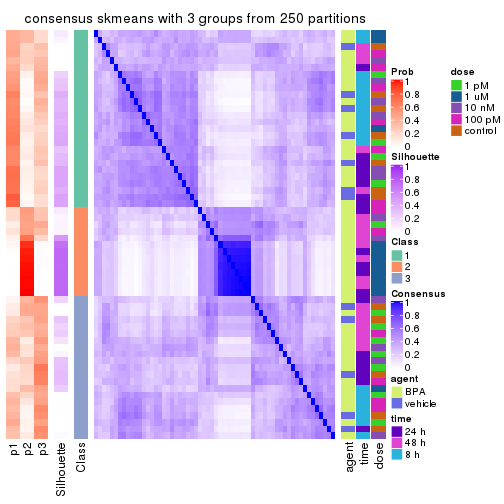 consensus skmeans with 3 groups from 250 partitions
Prob
1
0.8
0.6
0.4
0.2
0
Silhouette
1
0.8
0.6
0.4
0.2
0
Class
1
2
3
Consensus
1
0.8
0.6
0.4
0.2
0
agent
BPA
vehicle
time
24 h
48 h
8 h
dose
1 pM
1 uM
10 nM
100 pM
control
p1
p2
p3
Silhouette
Class
agent
time
dose